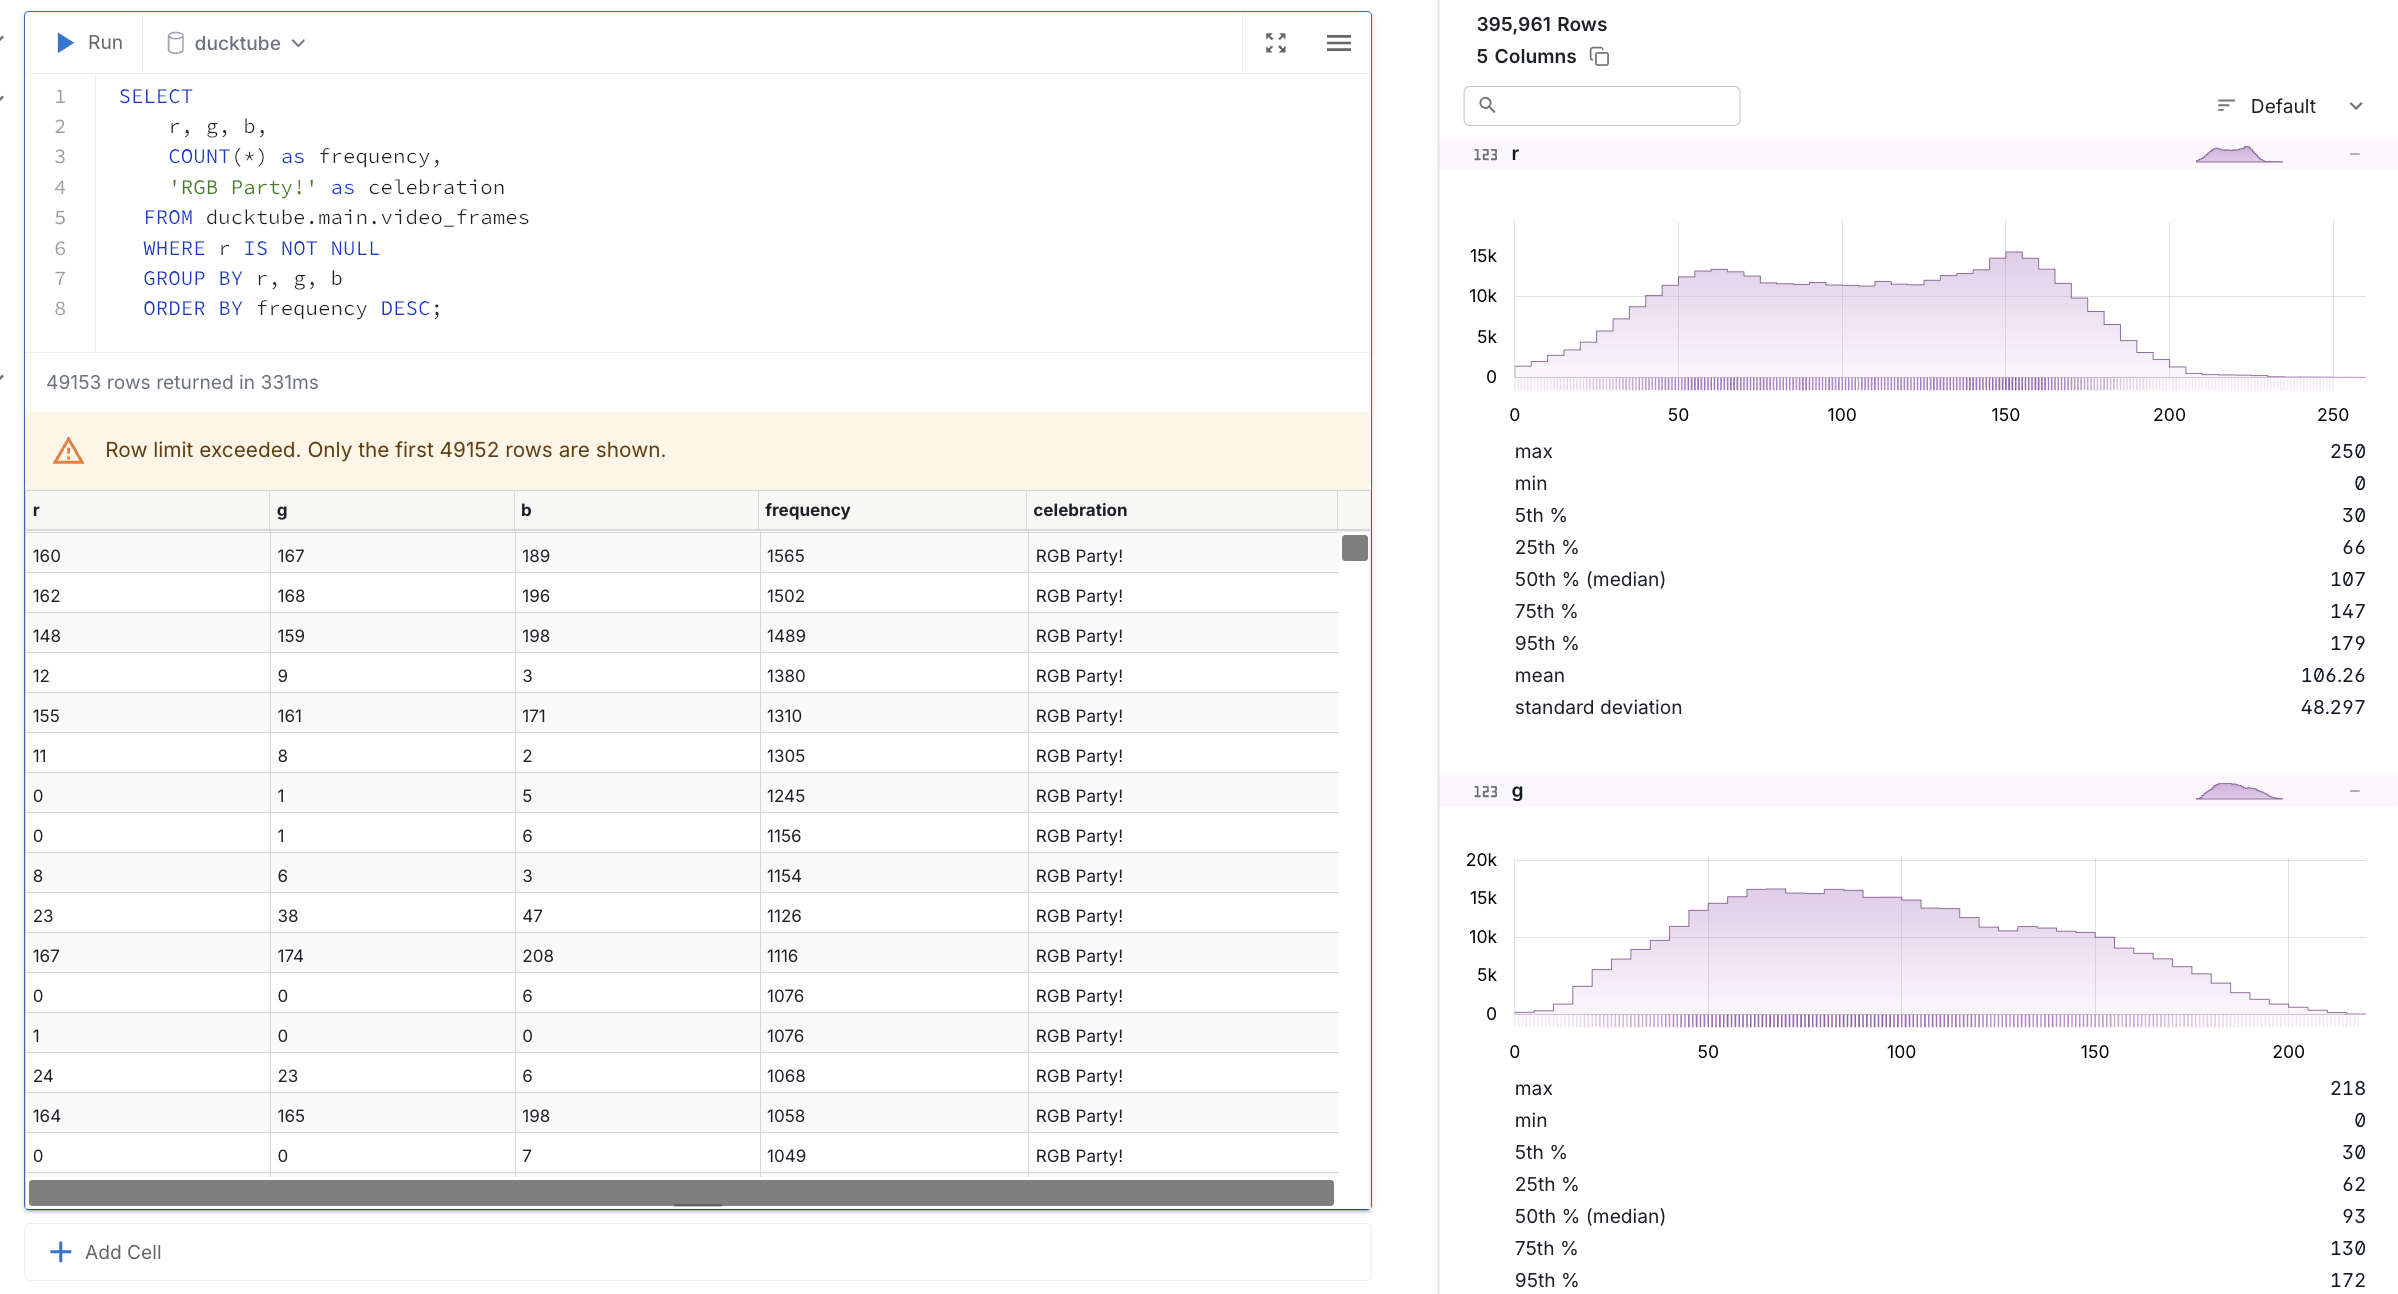 Run
ducktube
1 SELECT
2 r, g, b,
3 COUNT(*) as frequency,
4 'RGB Party!' as celebration
5 FROM ducktube.main.video_frames
6 WHERE r IS NOT NULL
7 GROUP BY r, g, b
8 ORDER BY frequency DESC;
49153 rows returned in 331ms
Row limit exceeded. Only the first 49152 rows are shown.
r g b frequency celebration
160 167 189 1565 RGB Party!
162 168 196 1502 RGB Party!
148 159 198 1489 RGB Party!
12 9 3 1380 RGB Party!
155 161 171 1310 RGB Party!
11 8 2 1305 RGB Party!
0 1 5 1245 RGB Party!
0 1 6 1156 RGB Party!
8 6 3 1154 RGB Party!
23 38 47 1126 RGB Party!
167 174 208 1116 RGB Party!
0 0 6 1076 RGB Party!
1 0 0 1076 RGB Party!
24 23 6 1068 RGB Party!
164 165 198 1058 RGB Party!
0 0 7 1049 RGB Party!
Add Cell
395,961 Rows
5 Columns
Default
123 r
15k
10k
5k
0
0 50 100 150 200 250
max 250
min 0
5th % 30
25th % 66
50th % (median) 107
75th % 147
95th % 179
mean 106.26
standard deviation 48.297
123 g
20k
15k
10k
5k
0
0 50 100 150 200
max 218
min 0
5th % 30
25th % 62
50th % (median) 93
75th % 130
95th % 172